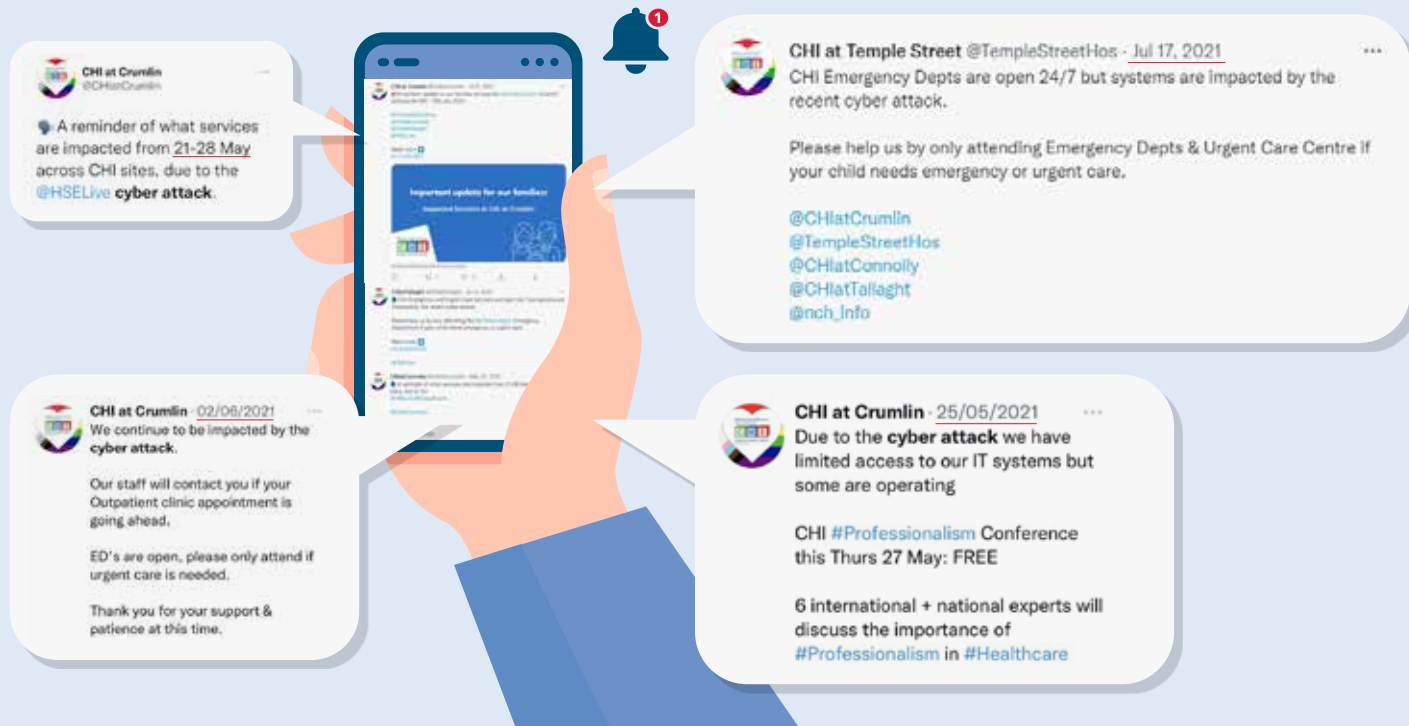 CHI at Crumlin
@CHIatCrumlin
A reminder of what services
are impacted from 21-28 May
across CHI sites, due to the
@HSELive cyber attack.
1
Important update for our families:
Impacted Services at CHI at Crumlin
CHI at Temple Street @TempleStreetHos · Jul 17, 2021
CHI Emergency Depts are open 24/7 but systems are impacted by the
recent cyber attack.
Please help us by only attending Emergency Depts & Urgent Care Centre if
your child needs emergency or urgent care.
@CHIatCrumlin
@TempleStreetHos
@CHIatConnolly
@CHIatTallaght
@nch_info
CHI at Crumlin · 02/06/2021
We continue to be impacted by the
cyber attack.
Our staff will contact you if your
Outpatient clinic appointment is
going ahead.
ED's are open, please only attend if
urgent care is needed.
Thank you for your support &
patience at this time.
CHI at Crumlin · 25/05/2021
Due to the cyber attack we have
limited access to our IT systems but
some are operating
CHI #Professionalism Conference
this Thurs 27 May: FREE
6 international + national experts will
discuss the importance of
#Professionalism in #Healthcare